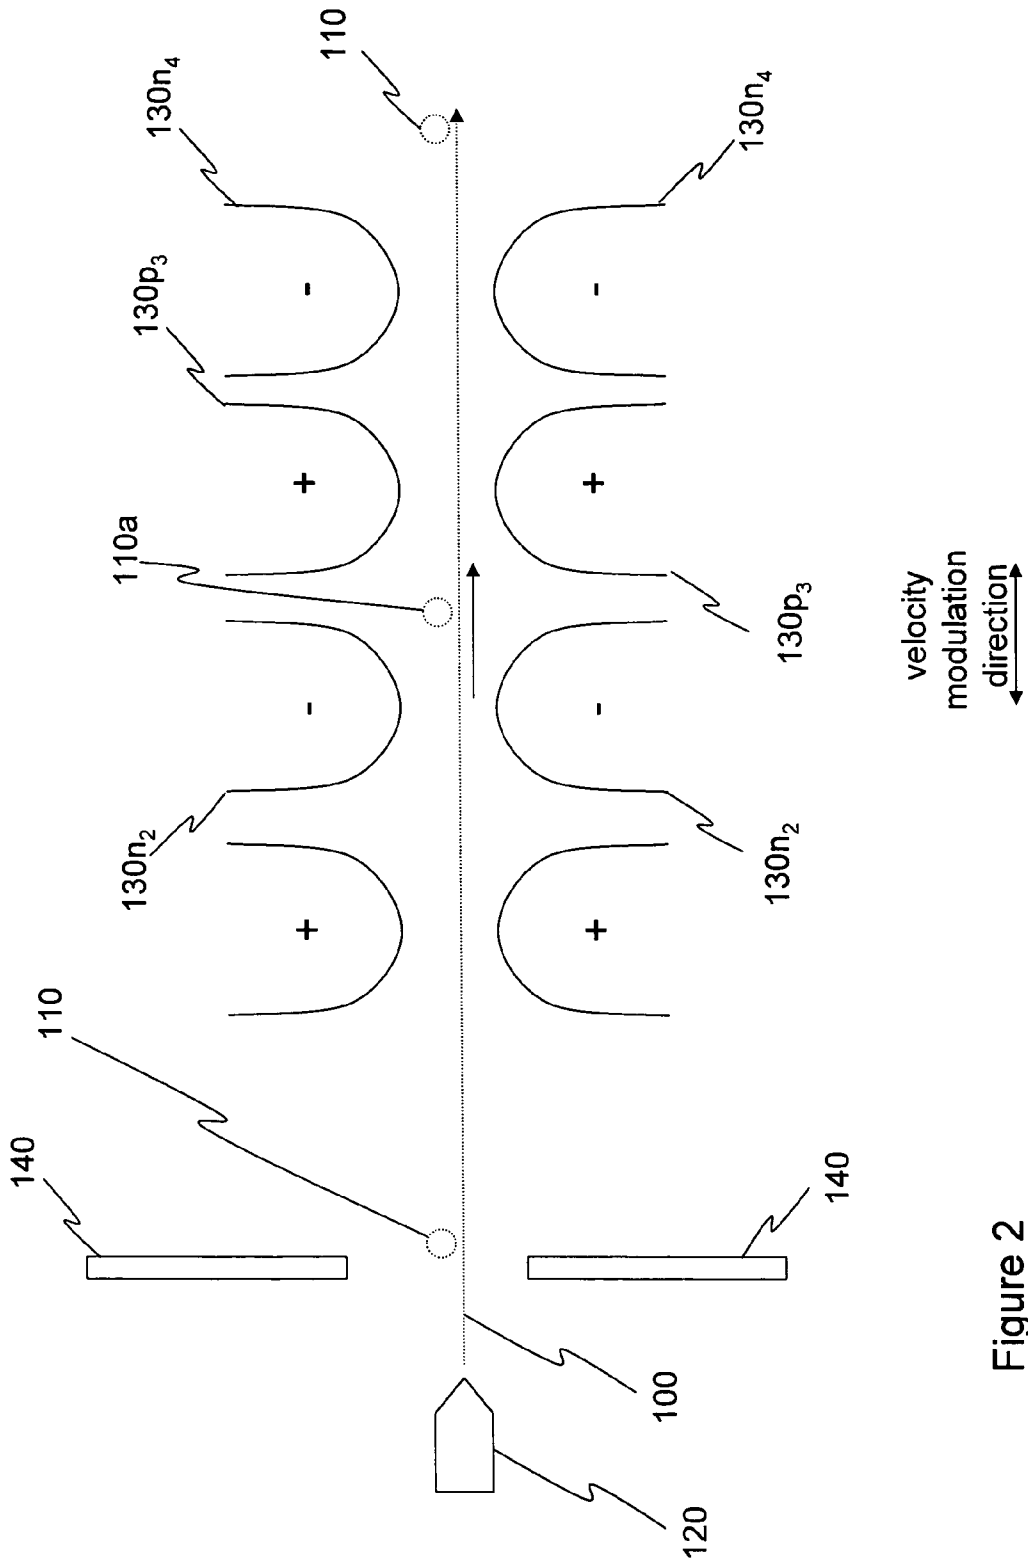 140
110
130n₂
110a
130p₃
130n₄
110
+ - + -
+ - + -
120
100
140
130n₂
130p₃
130n₄
velocity
modulation
direction
Figure 2